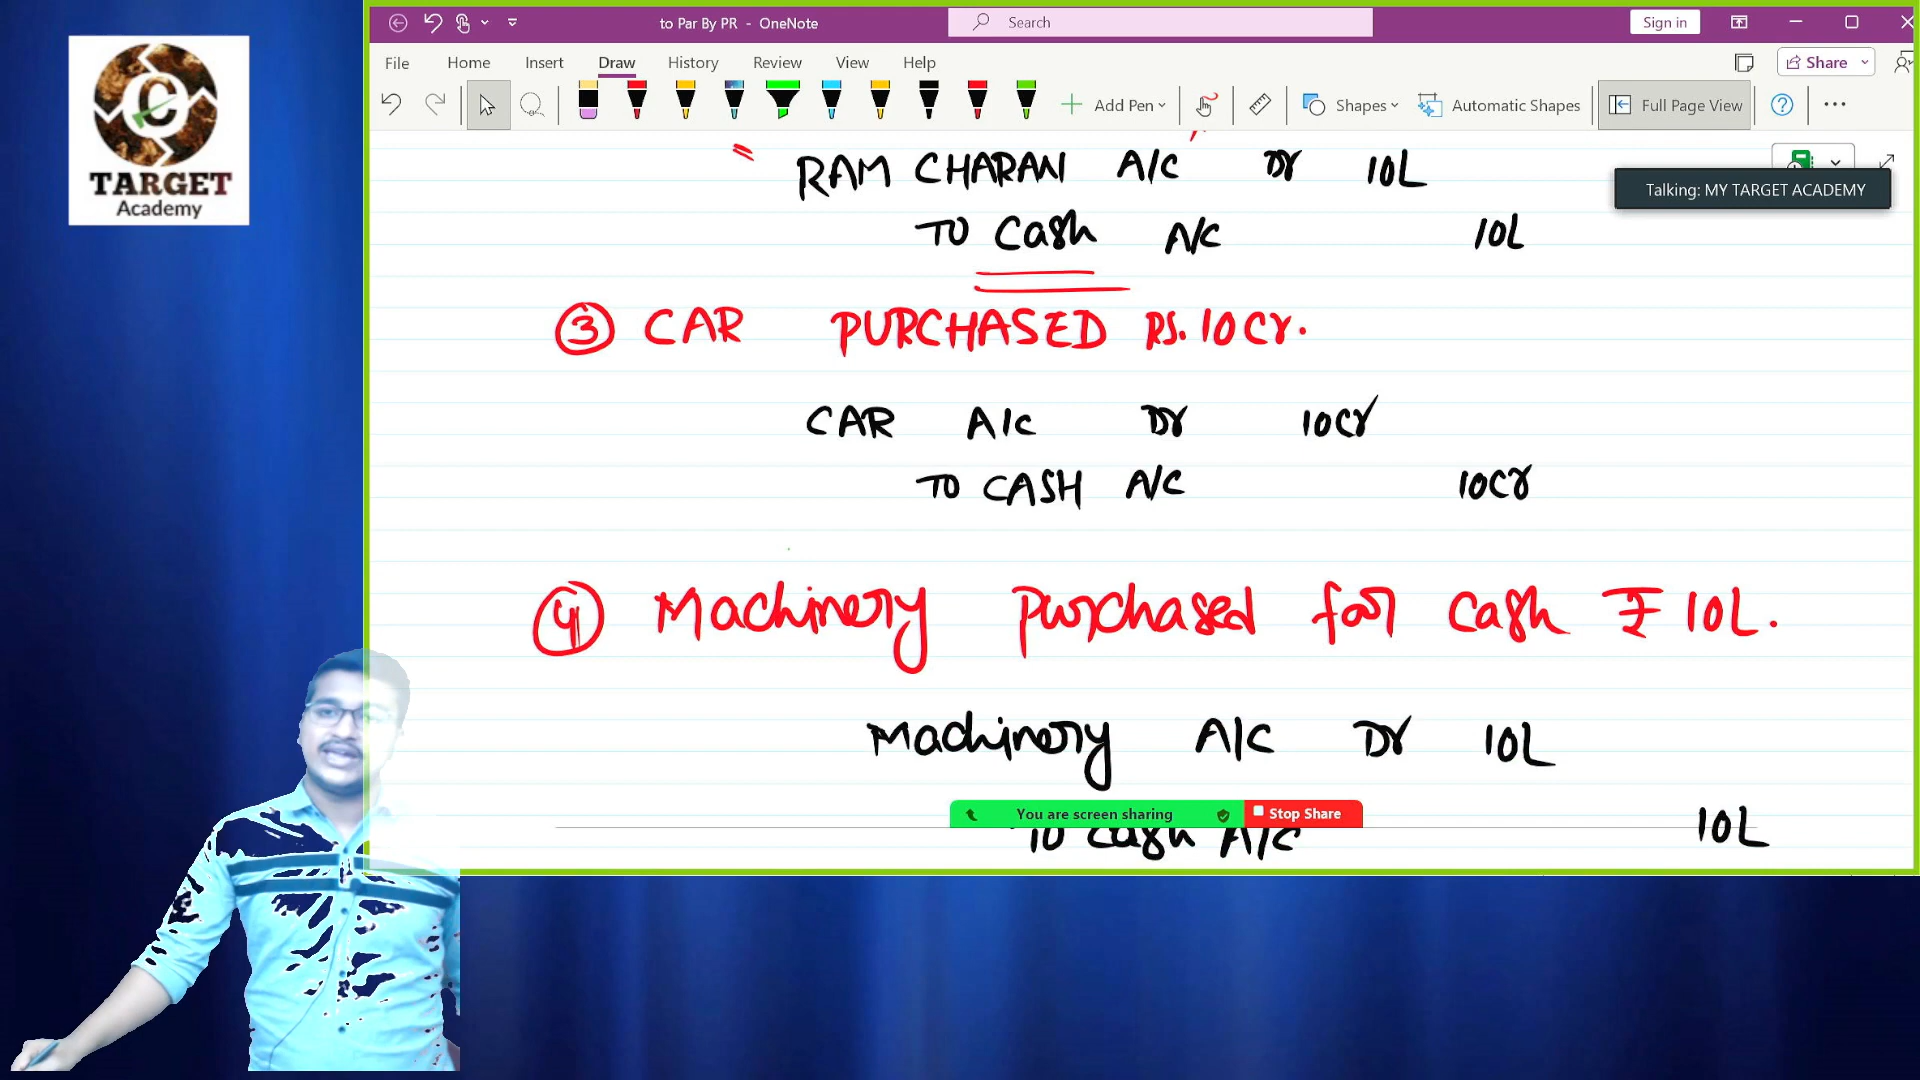 to Par By PR - OneNote
Search
Sign in
File Home Insert Draw History Review View Help
Share
Add Pen
Shapes
Automatic Shapes
Full Page View
C
TARGET
Academy
Talking: MY TARGET ACADEMY
RAM CHARAN A/C Dr 10L
TO Cash A/C 10L
③ CAR PURCHASED RS. 10Cr.
CAR A/C Dr 10Cr
TO CASH A/C 10Cr
④ Machinery purchased for cash ₹ 10L.
Machinery A/C Dr 10L
You are screen sharing
Stop Share
To cash A/C 10L